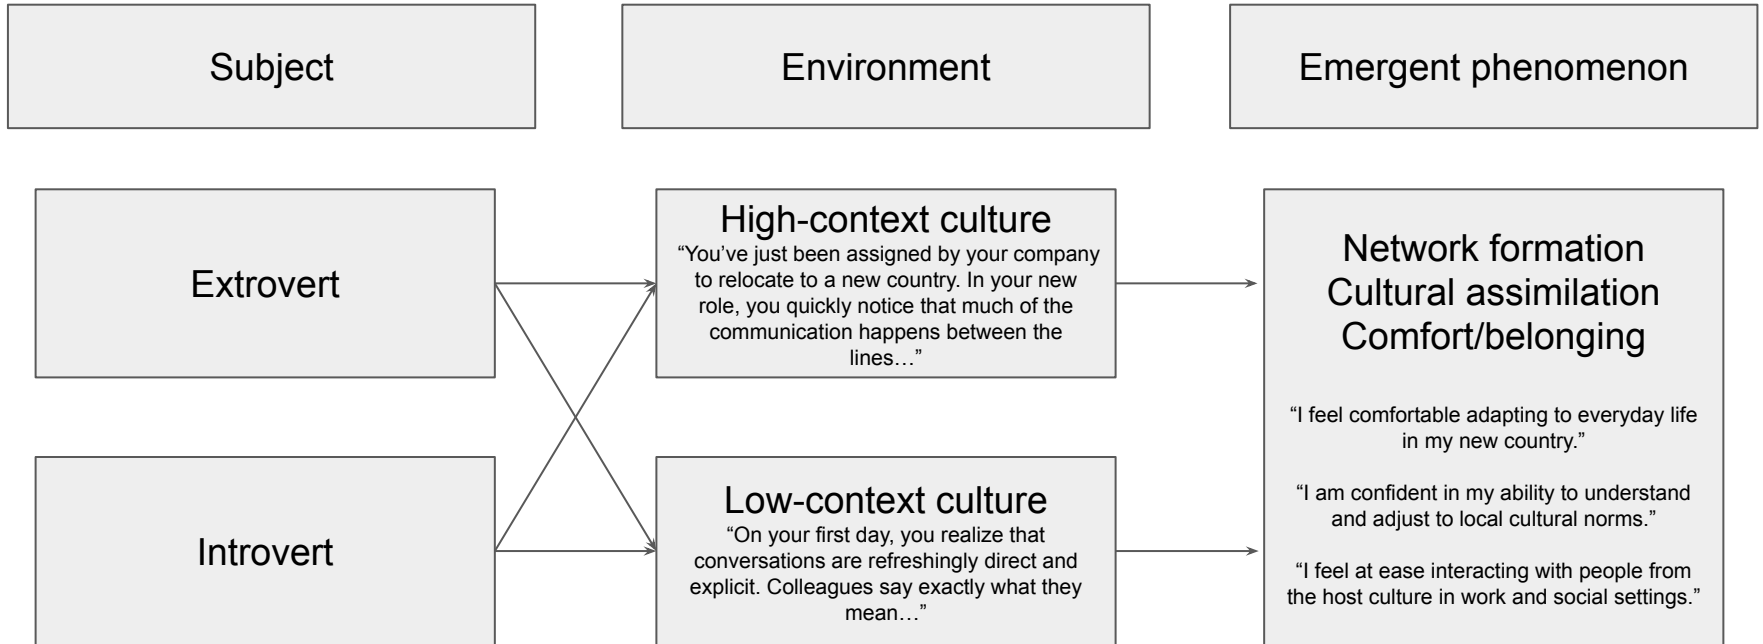 Subject
Environment
Emergent phenomenon
Extrovert
High-context culture
“You’ve just been assigned by your company
to relocate to a new country. In your new
role, you quickly notice that much of the
communication happens between the
lines…”
Network formation
Cultural assimilation
Comfort/belonging
“I feel comfortable adapting to everyday life
in my new country.”
“I am confident in my ability to understand
and adjust to local cultural norms.”
“I feel at ease interacting with people from
the host culture in work and social settings.”
Introvert
Low-context culture
“On your first day, you realize that
conversations are refreshingly direct and
explicit. Colleagues say exactly what they
mean…”